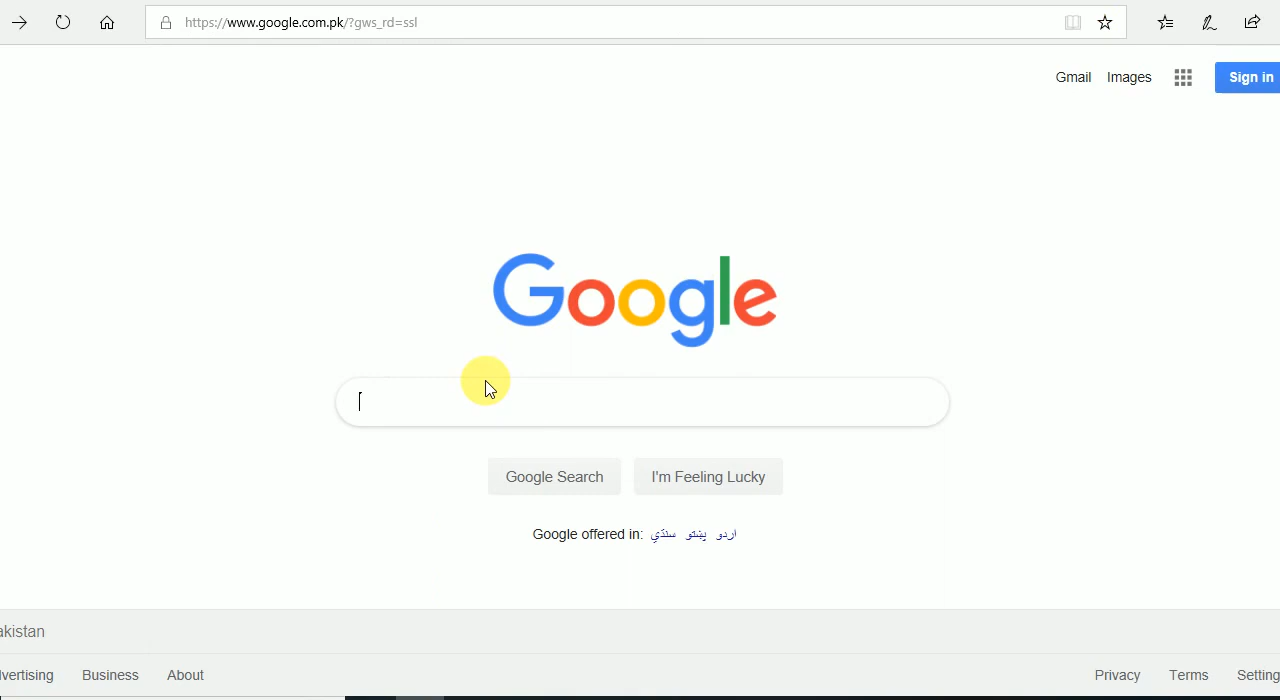 https://www.google.com.pk/?gws_rd=ssl
Gmail Images Sign in
Google
Google Search I'm Feeling Lucky
Google offered in: اردو پښتو سنڌي
akistan
vertising Business About Privacy Terms Setting